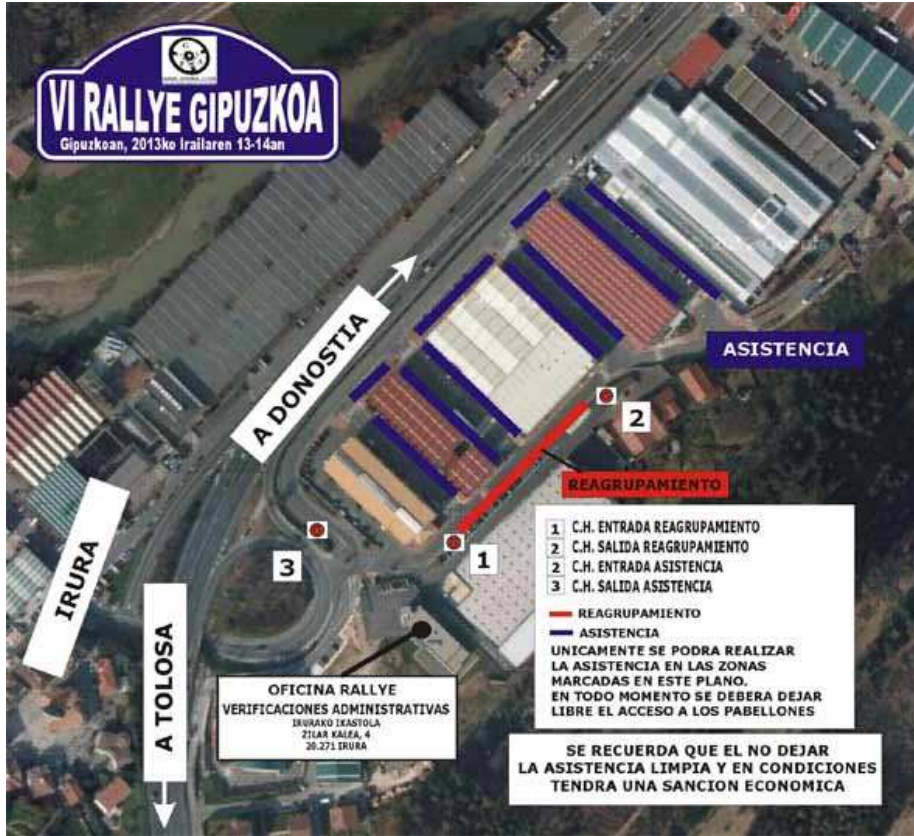 VI RALLYE GIPUZKOA
Gipuzkoan, 2013ko Irailaren 13-14an
A DONOSTIA
ASISTENCIA
2
REAGRUPAMIENTO
1
3
IRURA
A TOLOSA
1 C.H. ENTRADA REAGRUPAMIENTO
2 C.H. SALIDA REAGRUPAMIENTO
2 C.H. ENTRADA ASISTENCIA
3 C.H. SALIDA ASISTENCIA
REAGRUPAMIENTO
ASISTENCIA
UNICAMENTE SE PODRA REALIZAR
LA ASISTENCIA EN LAS ZONAS
MARCADAS EN ESTE PLANO.
EN TODO MOMENTO SE DEBERA DEJAR
LIBRE EL ACCESO A LOS PABELLONES
OFICINA RALLYE
VERIFICACIONES ADMINISTRATIVAS
IRURAKO IKASTOLA
ZILAR KALEA, 4
20.271 IRURA
SE RECUERDA QUE EL NO DEJAR
LA ASISTENCIA LIMPIA Y EN CONDICIONES
TENDRA UNA SANCION ECONOMICA